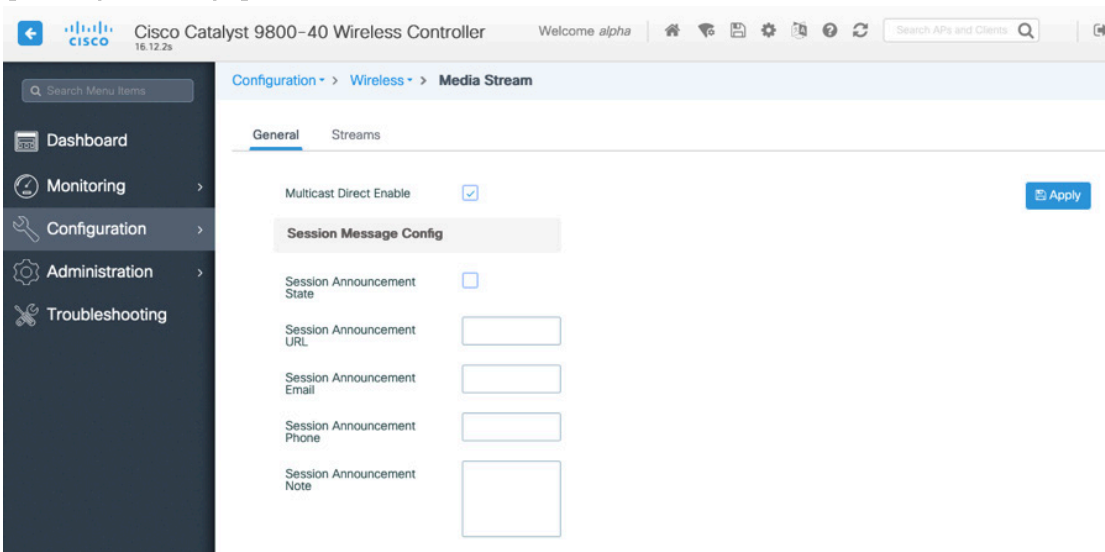 CISCO
Cisco Catalyst 9800-40 Wireless Controller
16.12.2s
Welcome alpha
Search APs and Clients
Search Menu Items
Dashboard
Monitoring
Configuration
Administration
Troubleshooting
Configuration > Wireless > Media Stream
General Streams
Multicast Direct Enable
Apply
Session Message Config
Session Announcement
State
Session Announcement
URL
Session Announcement
Email
Session Announcement
Phone
Session Announcement
Note